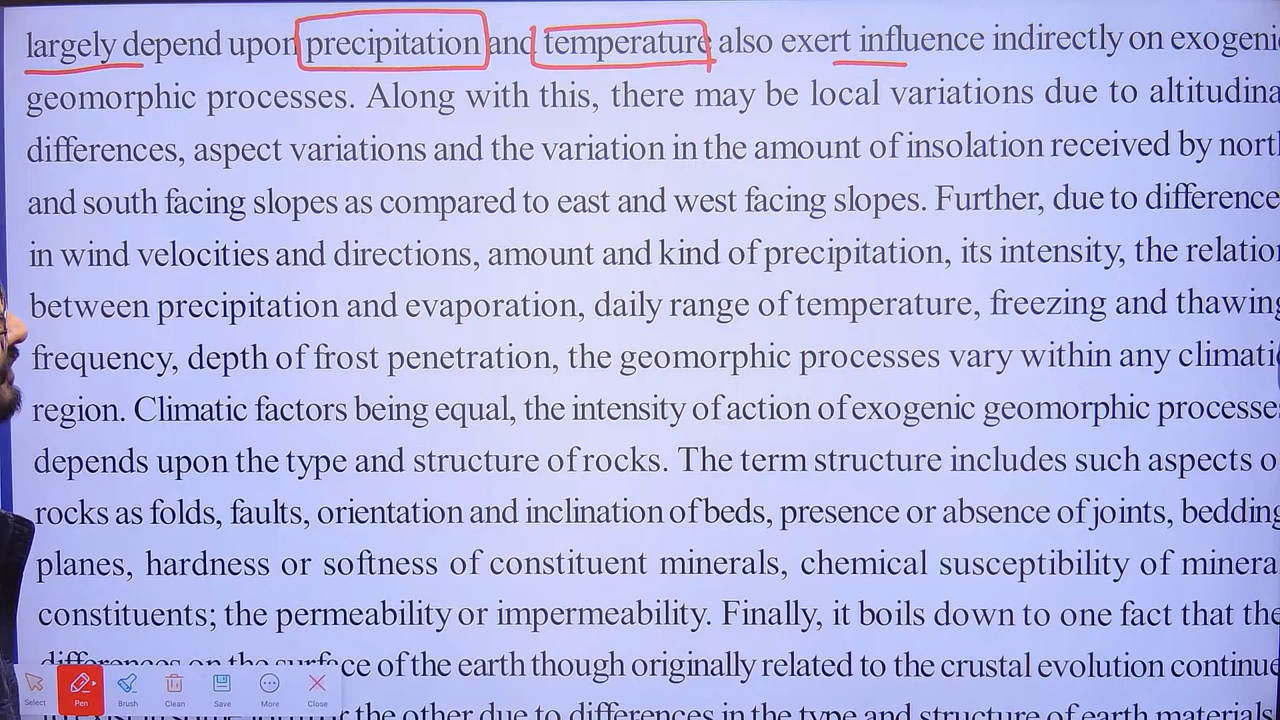 largely depend upon precipitation and temperature also exert influence indirectly on exogeni
geomorphic processes. Along with this, there may be local variations due to altitudina
differences, aspect variations and the variation in the amount of insolation received by nort
and south facing slopes as compared to east and west facing slopes. Further, due to difference
in wind velocities and directions, amount and kind of precipitation, its intensity, the relatio
between precipitation and evaporation, daily range of temperature, freezing and thawing
frequency, depth of frost penetration, the geomorphic processes vary within any climati
region. Climatic factors being equal, the intensity of action of exogenic geomorphic processes
depends upon the type and structure of rocks. The term structure includes such aspects o
rocks as folds, faults, orientation and inclination of beds, presence or absence of joints, bedding
planes, hardness or softness of constituent minerals, chemical susceptibility of minera
constituents; the permeability or impermeability. Finally, it boils down to one fact that the
differences on the surface of the earth though originally related to the crustal evolution continue
the other due to differences in the type and structure of earth materials
Select Pen Brush Clean Save More Close